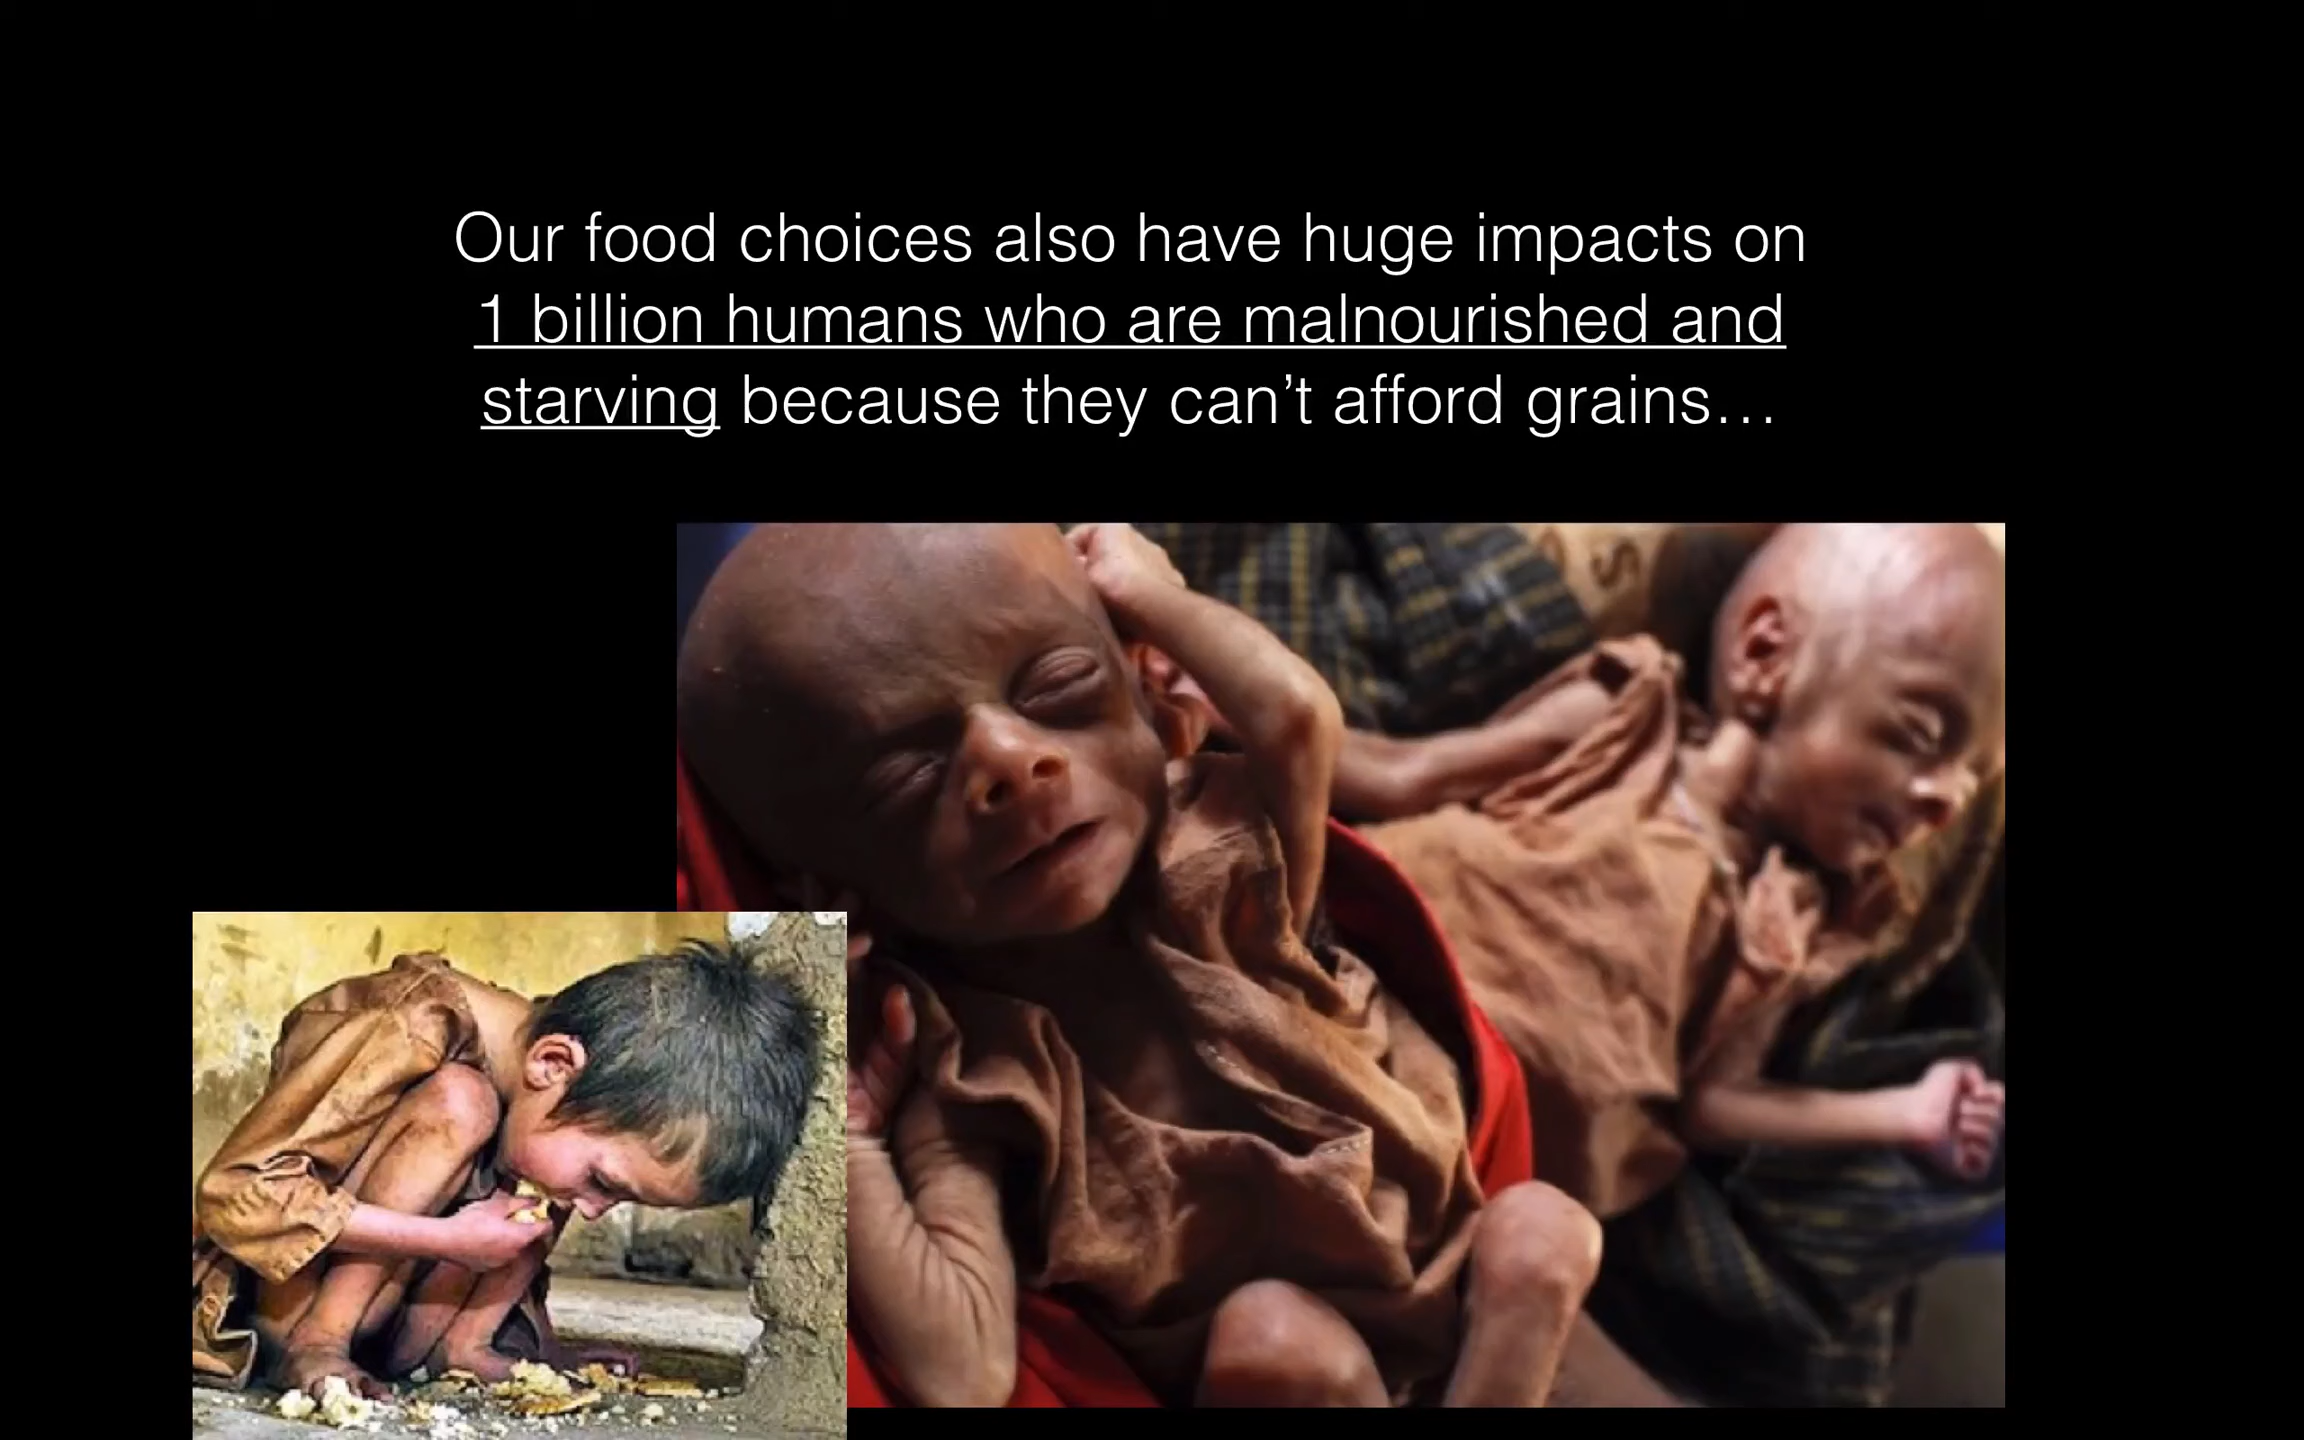 Our food choices also have huge impacts on
1 billion humans who are malnourished and
starving because they can’t afford grains…